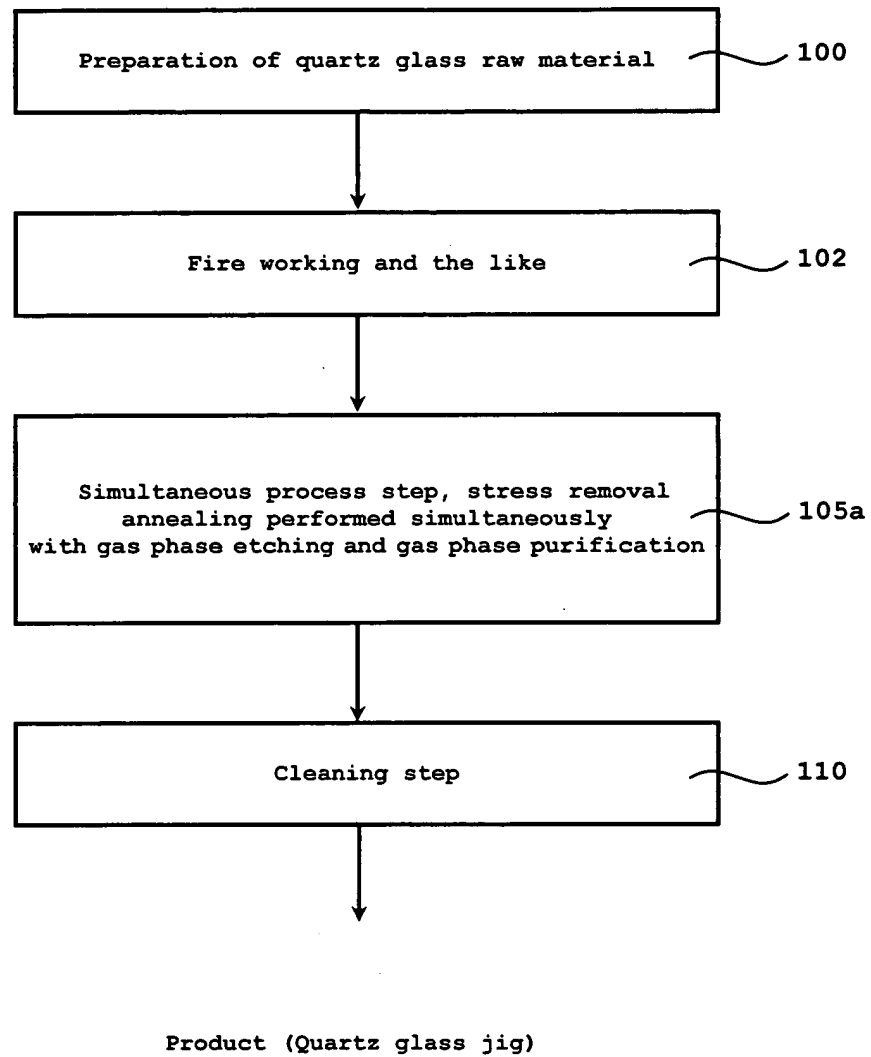 Preparation of quartz glass raw material
100
Fire working and the like
102
Simultaneous process step, stress removal
annealing performed simultaneously
with gas phase etching and gas phase purification
105a
Cleaning step
110
Product (Quartz glass jig)